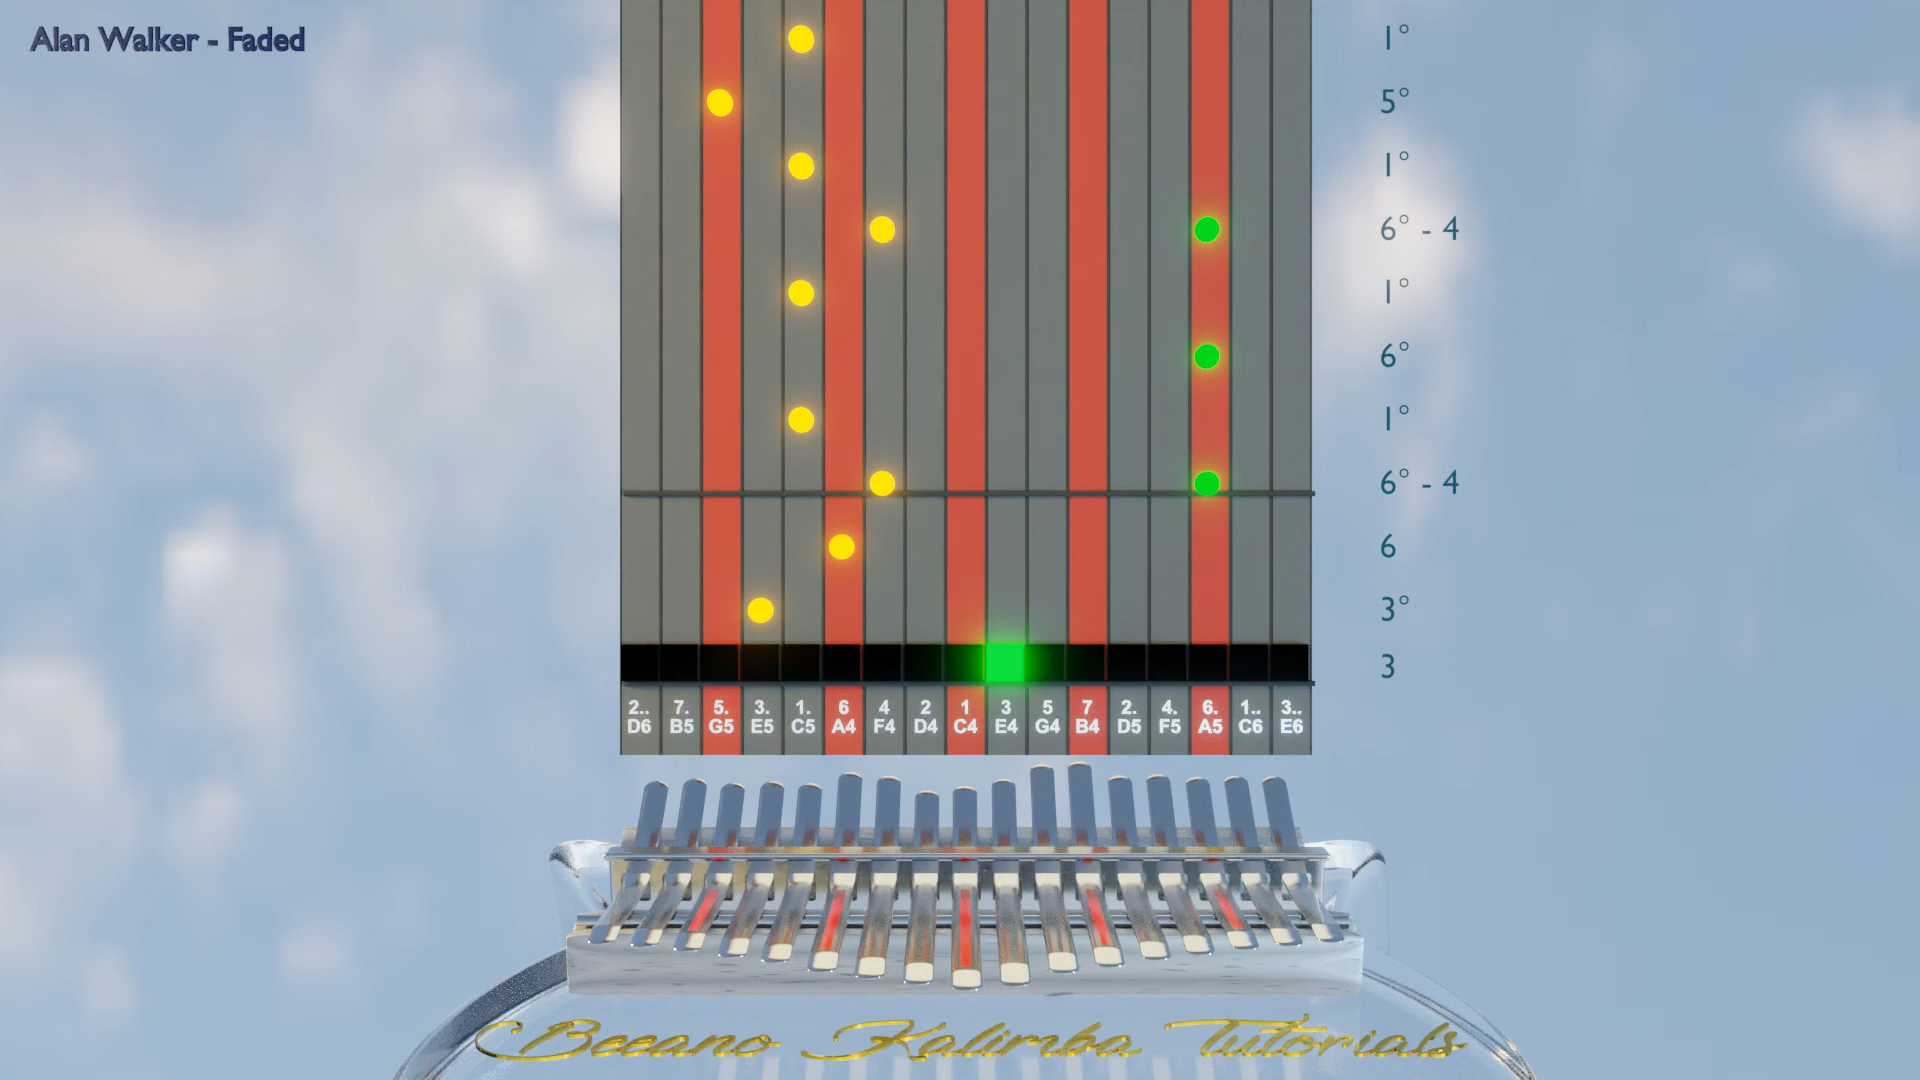 Alan Walker - Faded
1°
5°
1°
6° - 4
1°
6°
1°
6° - 4
6
3°
3
2.. 7. 5. 3. 1. 6 4 2 1 3 5 7 2. 4. 6. 1.. 3..
D6 B5 G5 E5 C5 A4 F4 D4 C4 E4 G4 B4 D5 F5 A5 C6 E6
Beeano Kalimba Tutorials